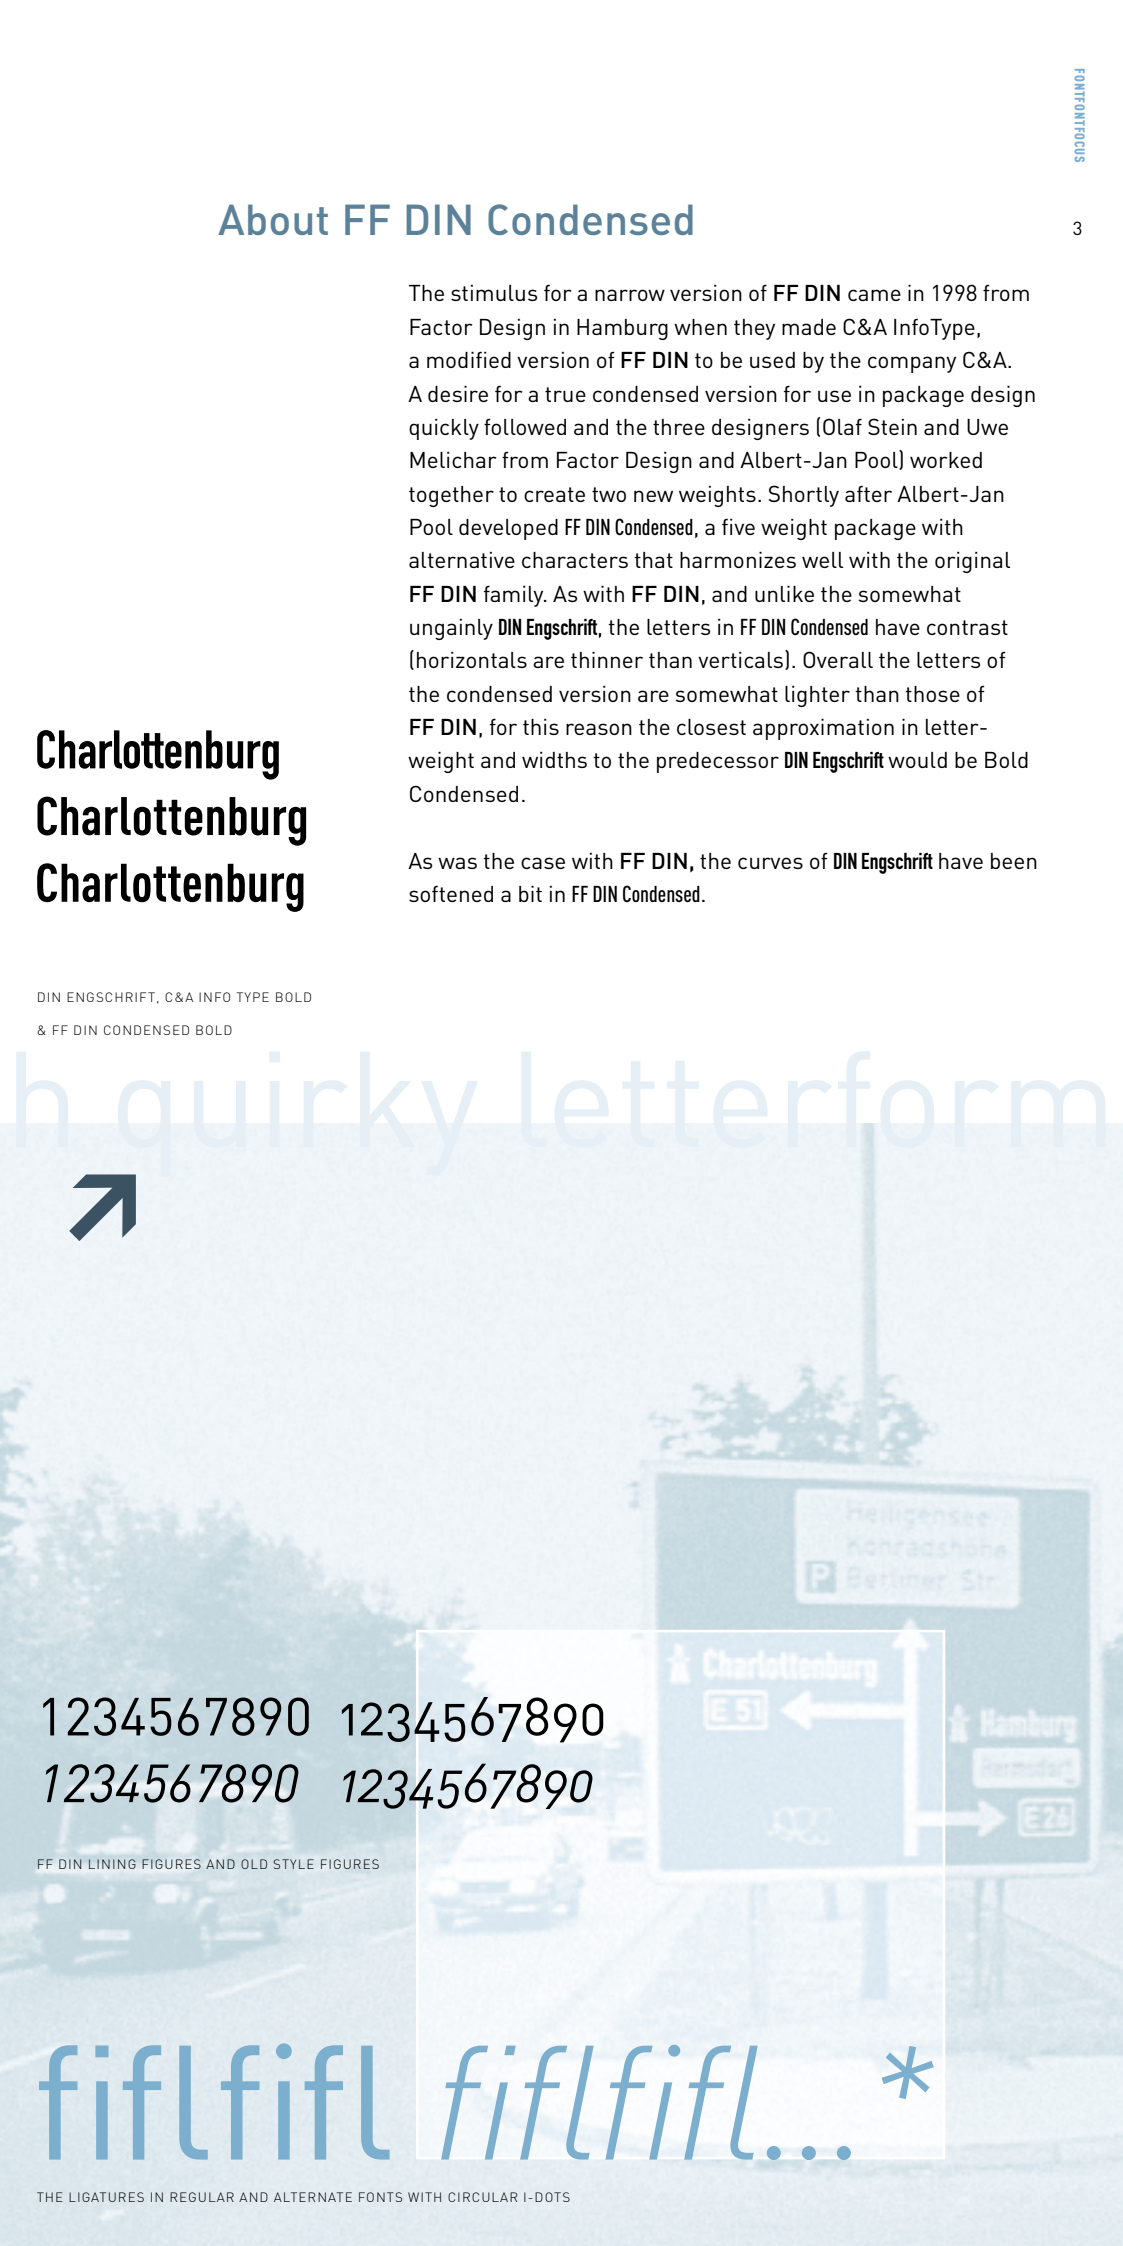 FONTFONTFOCUS
About FF DIN Condensed
3
The stimulus for a narrow version of FF DIN came in 1998 from
Factor Design in Hamburg when they made C&A InfoType,
a modified version of FF DIN to be used by the company C&A.
A desire for a true condensed version for use in package design
quickly followed and the three designers (Olaf Stein and Uwe
Melichar from Factor Design and Albert-Jan Pool) worked
together to create two new weights. Shortly after Albert-Jan
Pool developed FF DIN Condensed, a five weight package with
alternative characters that harmonizes well with the original
FF DIN family. As with FF DIN, and unlike the somewhat
ungainly DIN Engschrift, the letters in FF DIN Condensed have contrast
(horizontals are thinner than verticals). Overall the letters of
the condensed version are somewhat lighter than those of
FF DIN, for this reason the closest approximation in letter-
weight and widths to the predecessor DIN Engschrift would be Bold
Condensed.
As was the case with FF DIN, the curves of DIN Engschrift have been
softened a bit in FF DIN Condensed.
Charlottenburg
Charlottenburg
Charlottenburg
DIN ENGSCHRIFT, C&A INFO TYPE BOLD
& FF DIN CONDENSED BOLD
h quirky letterform
Heiligensee
Konradshöhe
P Berliner Str.
Charlottenburg
E 51
Hamburg
Hermsdorf
E26
1234567890 1234567890
1234567890 1234567890
FF DIN LINING FIGURES AND OLD STYLE FIGURES
fiflfifl fiflfifl... *
THE LIGATURES IN REGULAR AND ALTERNATE FONTS WITH CIRCULAR I-DOTS